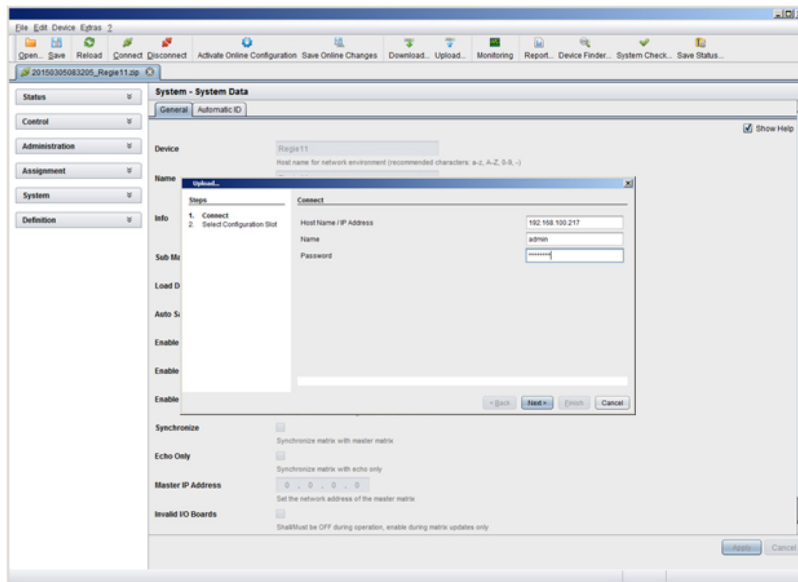 File Edit Device Extras ?
Open... Save Reload Connect Disconnect Activate Online Configuration Save Online Changes Download... Upload... Monitoring Report... Device Finder... System Check... Save Status...
20150305083205_Regie11.zip
Status
Control
Administration
Assignment
System
Definition
System - System Data
General Automatic ID
Show Help
Device Regie11
Host name for network environment (recommended characters: a-z, A-Z, 0-9, -)
Name
Info
Sub Ma
Load D
Auto Sa
Enable
Enable
Enable
Upload...
Steps
1. Connect
2. Select Configuration Slot
Connect
Host Name / IP Address 192.168.100.217
Name admin
Password ********
< Back Next > Finish Cancel
Synchronize
Synchronize matrix with master matrix
Echo Only
Synchronize matrix with echo only
Master IP Address 0 . 0 . 0 . 0
Set the network address of the master matrix
Invalid I/O Boards
Shall/Must be OFF during operation, enable during matrix updates only
Apply Cancel